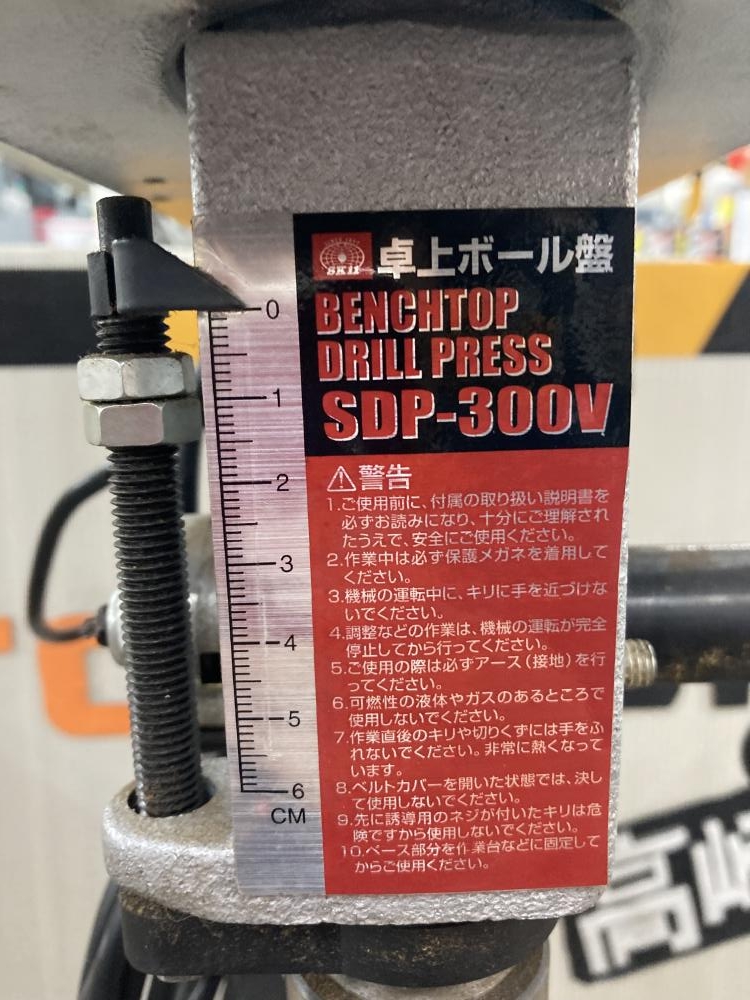 SK11 卓上ボール盤
BENCHTOP
DRILL PRESS
SDP-300V
0
1
2
3
4
5
6
CM
⚠警告
1.ご使用前に、付属の取り扱い説明書を
必ずお読みになり、十分にご理解され
たうえで、安全にご使用ください。
2.作業中は必ず保護メガネを着用して
ください。
3.機械の運転中に、キリに手を近づけな
いでください。
4.調整などの作業は、機械の運転が完全
停止してから行ってください。
5.ご使用の際は必ずアース(接地)を行
ってください。
6.可燃性の液体やガスのあるところで
使用しないでください。
7.作業直後のキリや切りくずには手をふ
れないでください。非常に熱くなって
います。
8.ベルトカバーを開いた状態では、決し
て使用しないでください。
9.先に誘導用のネジが付いたキリは危
険ですから使用しないでください。
10.ベース部分を作業台などに固定して
からご使用ください。
高崎